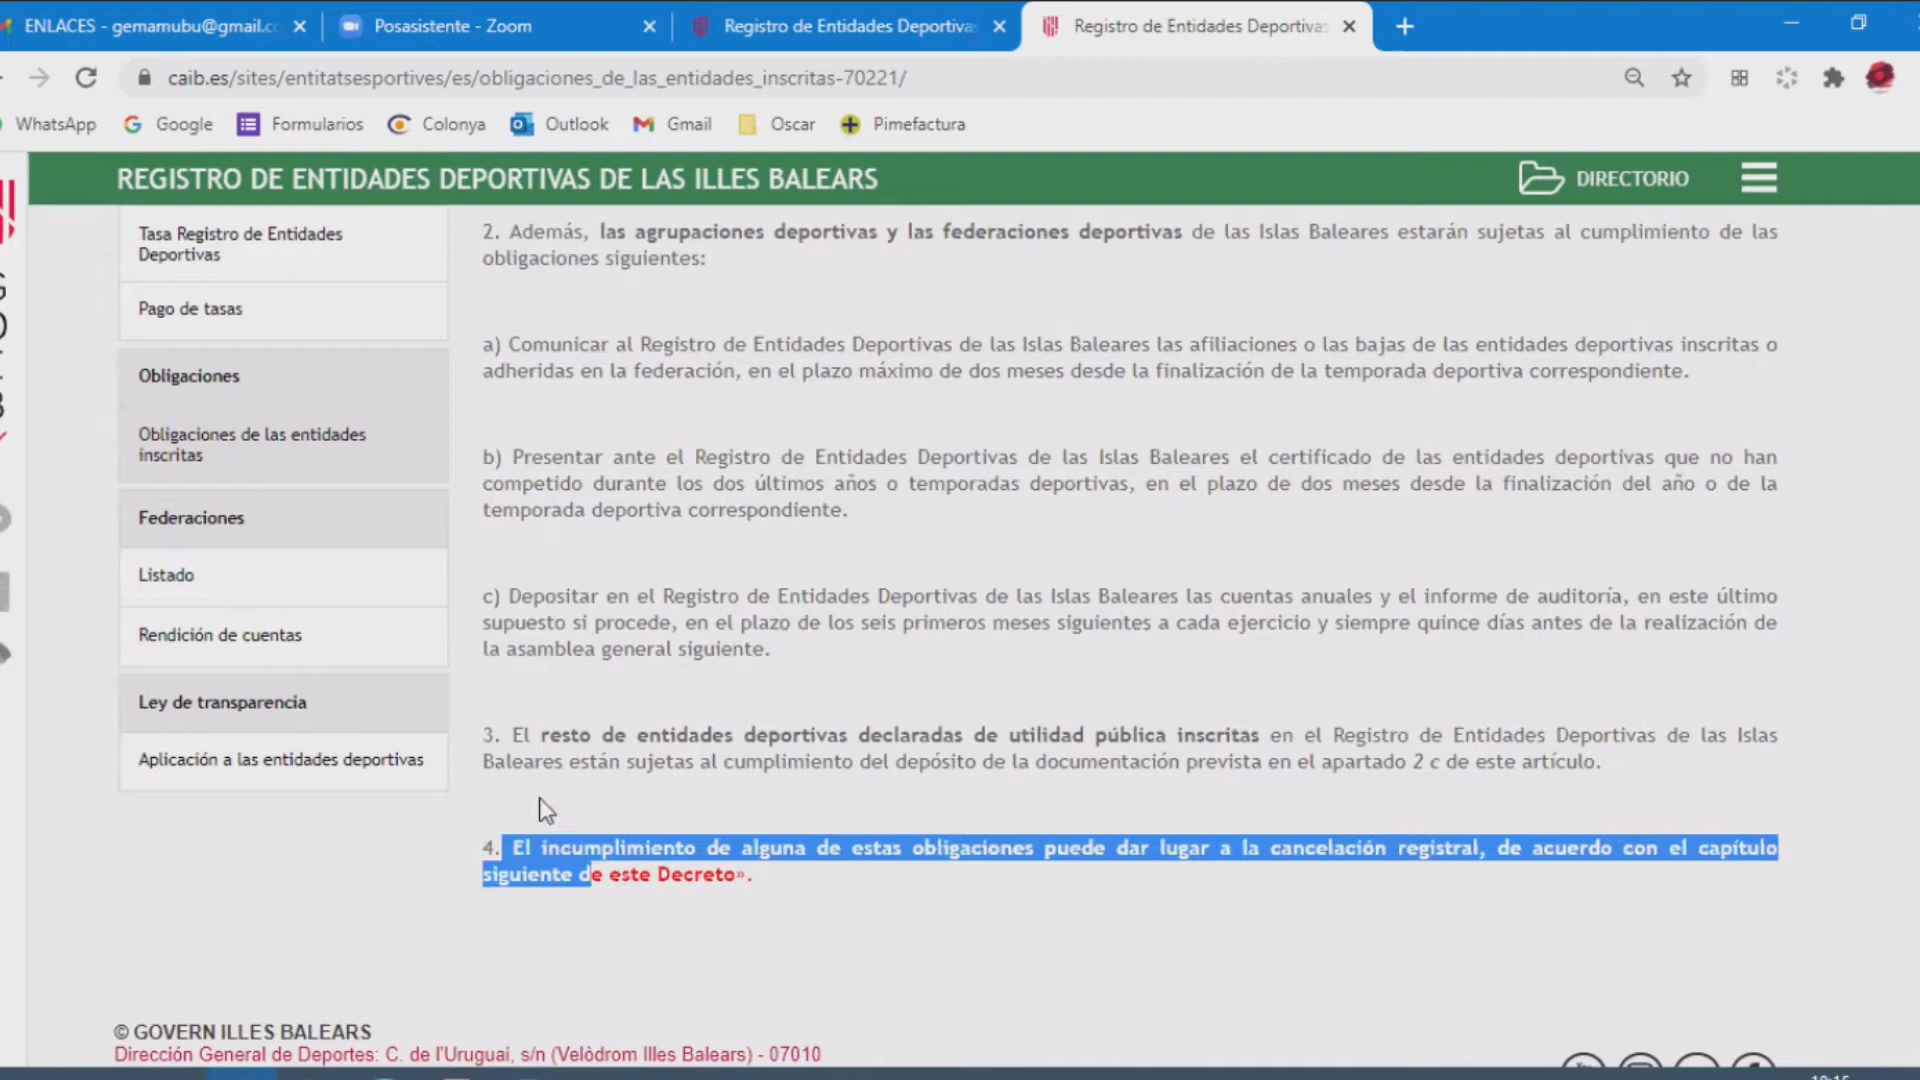 ENLACES - gemamubu@gmail.co
Posasistente - Zoom
Registro de Entidades Deportivas
Registro de Entidades Deportivas
caib.es/sites/entitatsesportives/es/obligaciones_de_las_entidades_inscritas-70221/
WhatsApp
Google
Formularios
Colonya
Outlook
Gmail
Oscar
Pimefactura
REGISTRO DE ENTIDADES DEPORTIVAS DE LAS ILLES BALEARS
DIRECTORIO
Tasa Registro de Entidades
Deportivas
Pago de tasas
Obligaciones
Obligaciones de las entidades
inscritas
Federaciones
Listado
Rendición de cuentas
Ley de transparencia
Aplicación a las entidades deportivas
2. Además, las agrupaciones deportivas y las federaciones deportivas de las Islas Baleares estarán sujetas al cumplimiento de las
obligaciones siguientes:
a) Comunicar al Registro de Entidades Deportivas de las Islas Baleares las afiliaciones o las bajas de las entidades deportivas inscritas o
adheridas en la federación, en el plazo máximo de dos meses desde la finalización de la temporada deportiva correspondiente.
b) Presentar ante el Registro de Entidades Deportivas de las Islas Baleares el certificado de las entidades deportivas que no han
competido durante los dos últimos años o temporadas deportivas, en el plazo de dos meses desde la finalización del año o de la
temporada deportiva correspondiente.
c) Depositar en el Registro de Entidades Deportivas de las Islas Baleares las cuentas anuales y el informe de auditoría, en este último
supuesto si procede, en el plazo de los seis primeros meses siguientes a cada ejercicio y siempre quince días antes de la realización de
la asamblea general siguiente.
3. El resto de entidades deportivas declaradas de utilidad pública inscritas en el Registro de Entidades Deportivas de las Islas
Baleares están sujetas al cumplimiento del depósito de la documentación prevista en el apartado 2 c de este artículo.
4. El incumplimiento de alguna de estas obligaciones puede dar lugar a la cancelación registral, de acuerdo con el capítulo
siguiente de este Decreto».
© GOVERN ILLES BALEARS
Dirección General de Deportes: C. de l'Uruguai, s/n (Velòdrom Illes Balears) - 07010